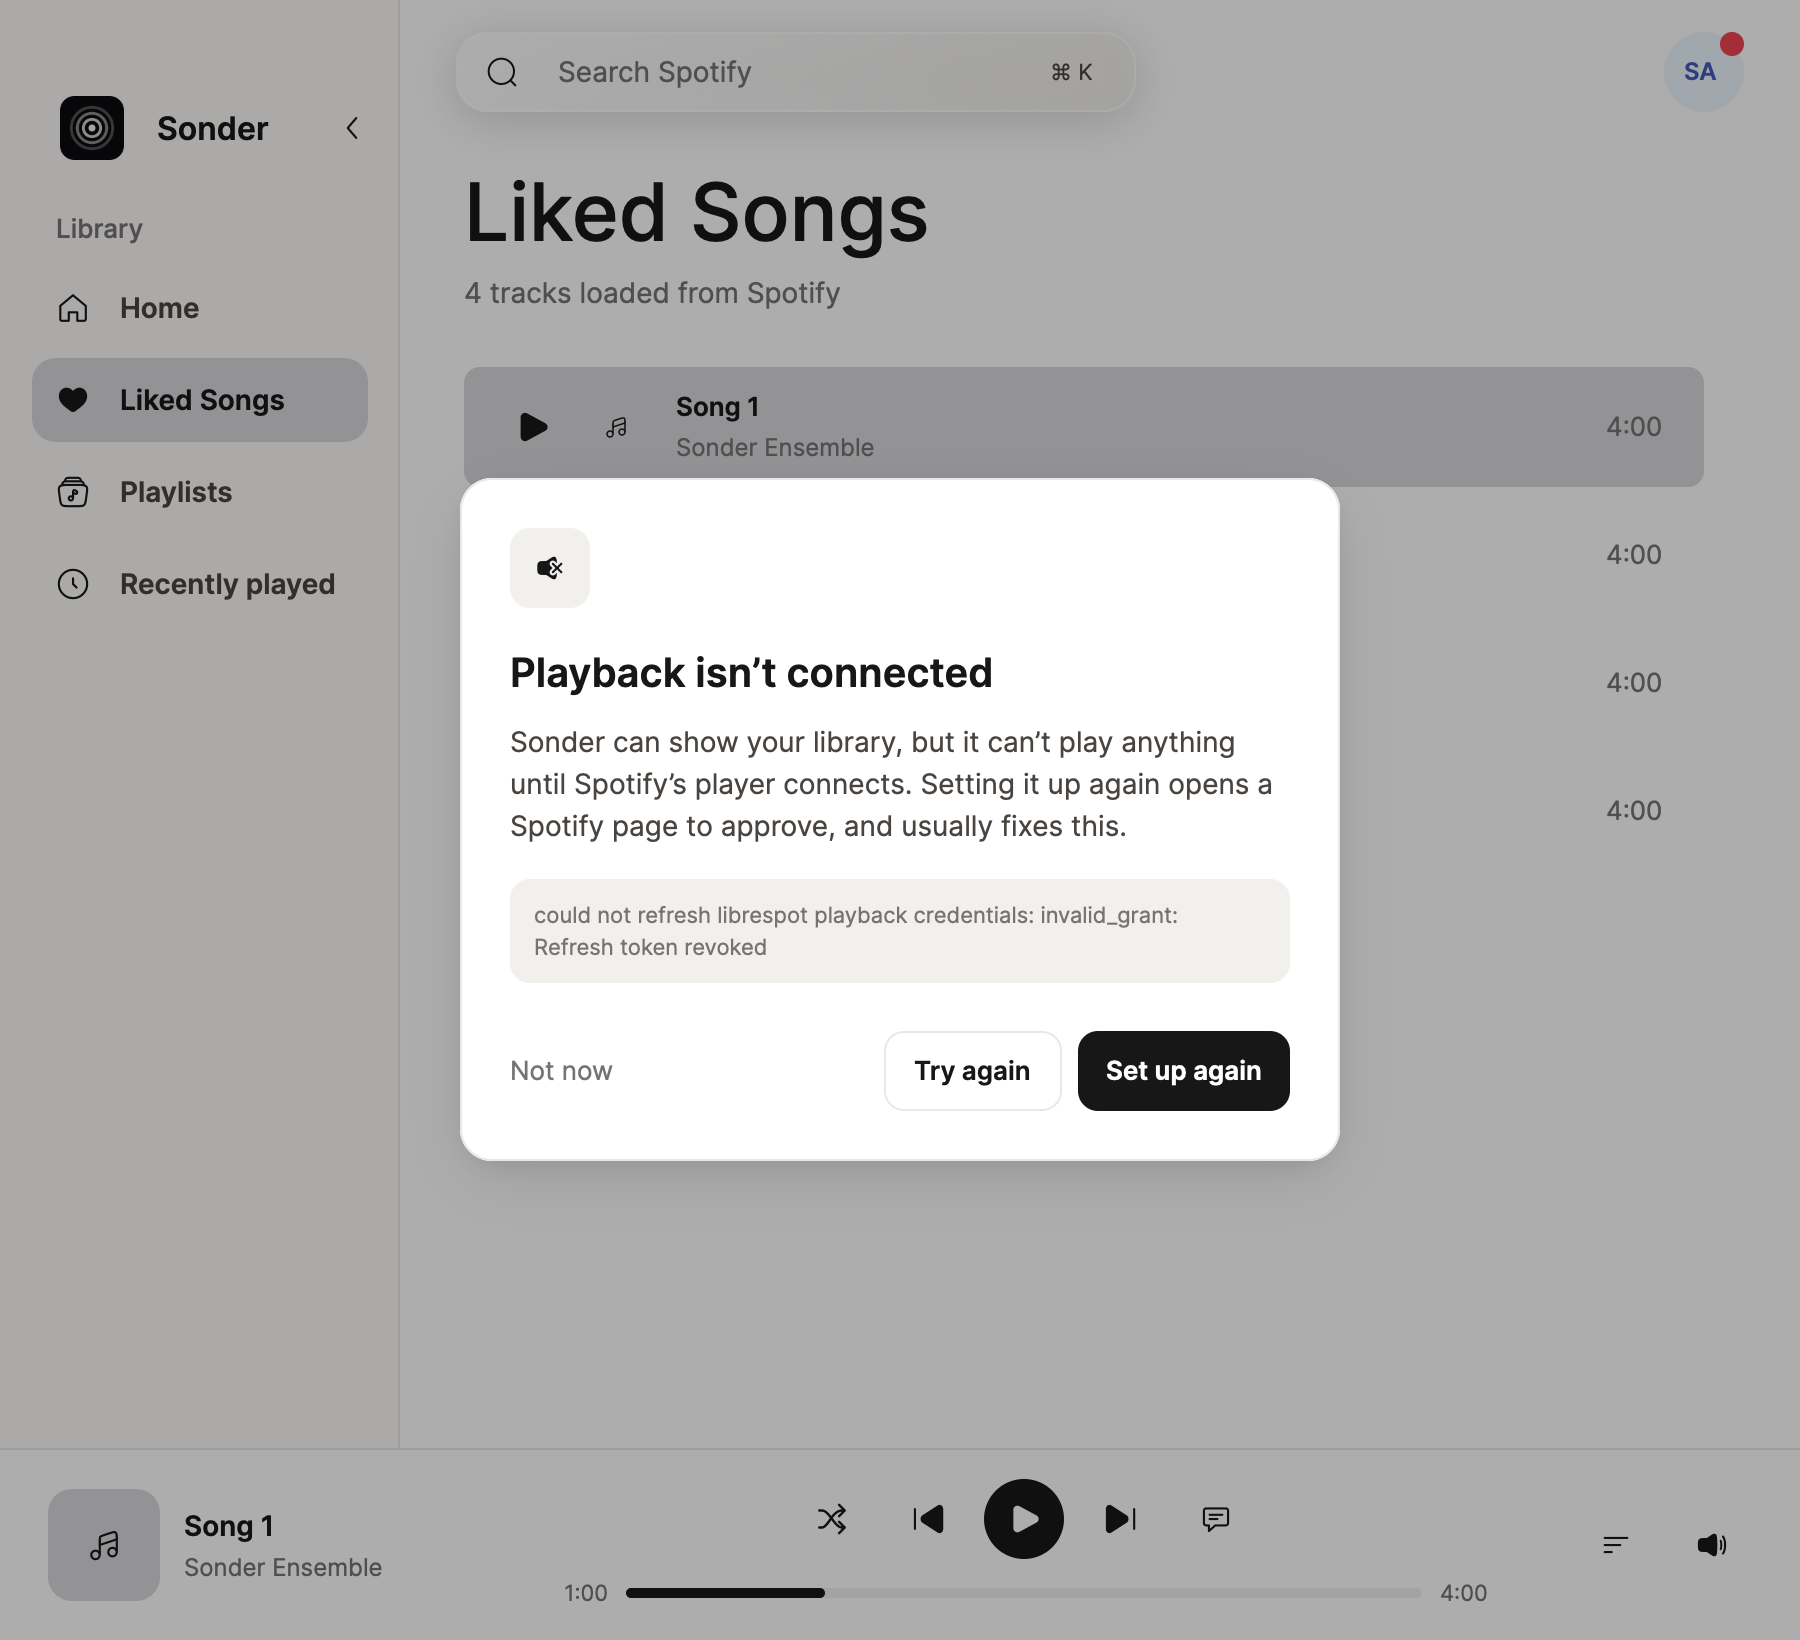 Sonder
Library
Home
Liked Songs
Playlists
Recently played
Search Spotify
⌘ K
SA
Liked Songs
4 tracks loaded from Spotify
Song 1
Sonder Ensemble
4:00
4:00
4:00
4:00
Playback isn’t connected
Sonder can show your library, but it can’t play anything
until Spotify’s player connects. Setting it up again opens a
Spotify page to approve, and usually fixes this.
could not refresh librespot playback credentials: invalid_grant:
Refresh token revoked
Not now
Try again
Set up again
Song 1
Sonder Ensemble
1:00
4:00